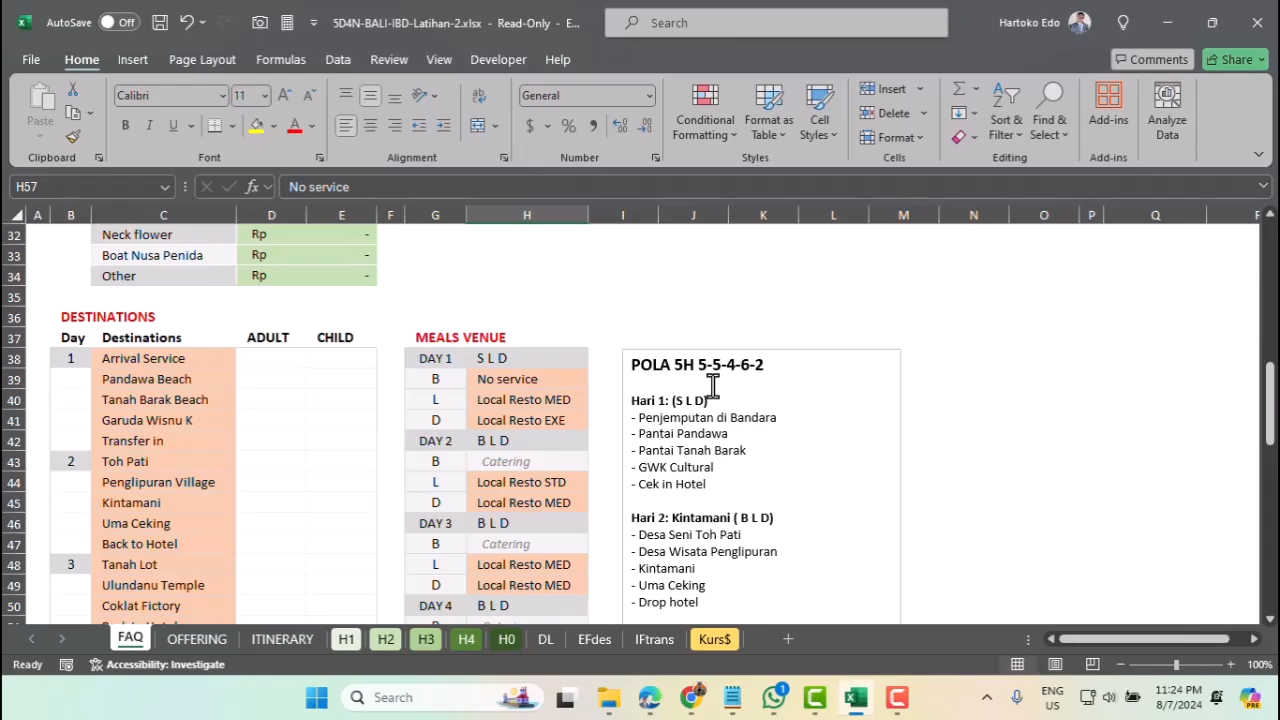 AutoSave Off 5D4N-BALI-IBD-Latihan-2.xlsx - Read-Only - E... Search Hartoko Edo
File Home Insert Page Layout Formulas Data Review View Developer Help Comments Share
Paste Calibri 11 General Conditional Formatting Format as Table Cell Styles Insert Delete Format Sort & Filter Find & Select Add-ins Analyze Data
Clipboard Font Alignment Number Styles Cells Editing Add-ins
H57 fx No service
A B C D E F G H I J K L M N O P Q
32 Neck flower Rp -
33 Boat Nusa Penida Rp -
34 Other Rp -
35
36 DESTINATIONS
37 Day Destinations ADULT CHILD MEALS VENUE
38 1 Arrival Service DAY 1 S L D
39 Pandawa Beach B No service
40 Tanah Barak Beach L Local Resto MED
41 Garuda Wisnu K D Local Resto EXE
42 Transfer in DAY 2 B L D
43 2 Toh Pati B Catering
44 Penglipuran Village L Local Resto STD
45 Kintamani D Local Resto MED
46 Uma Ceking DAY 3 B L D
47 Back to Hotel B Catering
48 3 Tanah Lot L Local Resto MED
49 Ulundanu Temple D Local Resto MED
50 Coklat Fictory DAY 4 B L D
POLA 5H 5-5-4-6-2
Hari 1: (S L D)
- Penjemputan di Bandara
- Pantai Pandawa
- Pantai Tanah Barak
- GWK Cultural
- Cek in Hotel
Hari 2: Kintamani ( B L D)
- Desa Seni Toh Pati
- Desa Wisata Penglipuran
- Kintamani
- Uma Ceking
- Drop hotel
FAQ OFFERING ITINERARY H1 H2 H3 H4 H0 DL EFdes IFtrans Kurs$
Ready Accessibility: Investigate 100%
Search ENG US 11:24 PM 8/7/2024